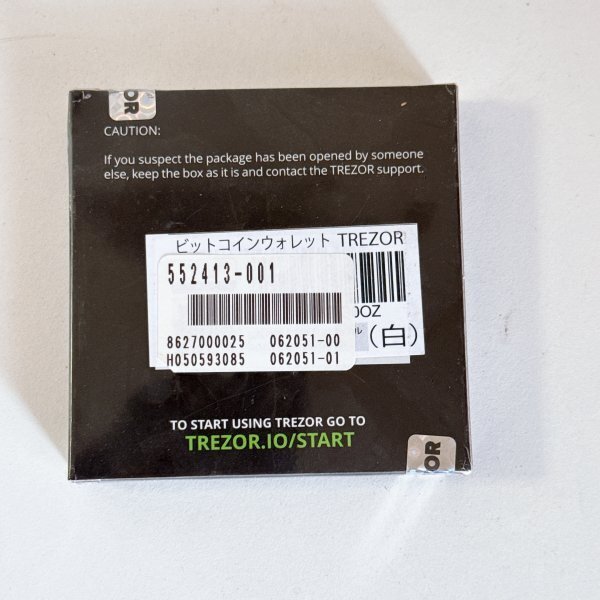 OR
CAUTION:
If you suspect the package has been opened by someone
else, keep the box as it is and contact the TREZOR support.
ビットコインウォレット TREZOR
552413-001
0OZ
8627000025 062051-00
ル (白)
H050593085 062051-01
TO START USING TREZOR GO TO
TREZOR.IO/START
OR